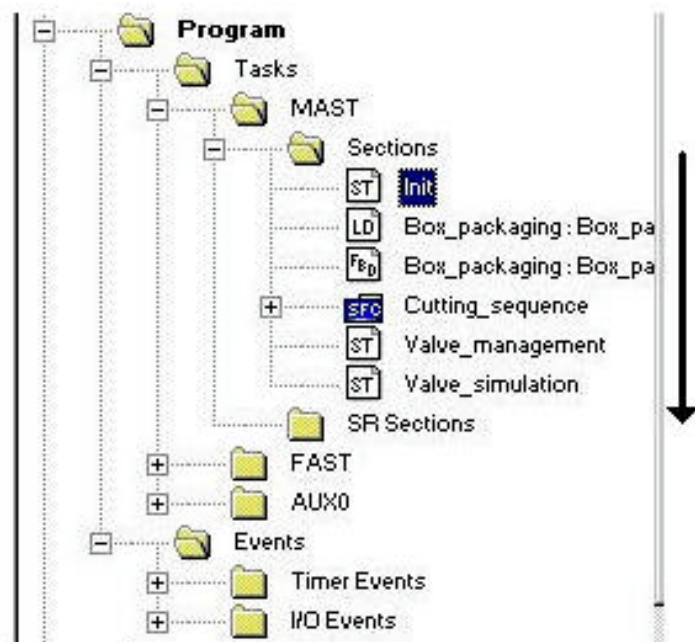 Program
Tasks
MAST
Sections
ST Init
LD Box_packaging : Box_pa
FBD Box_packaging : Box_pa
SFC Cutting_sequence
ST Valve_management
ST Valve_simulation
SR Sections
FAST
AUX0
Events
Timer Events
I/O Events